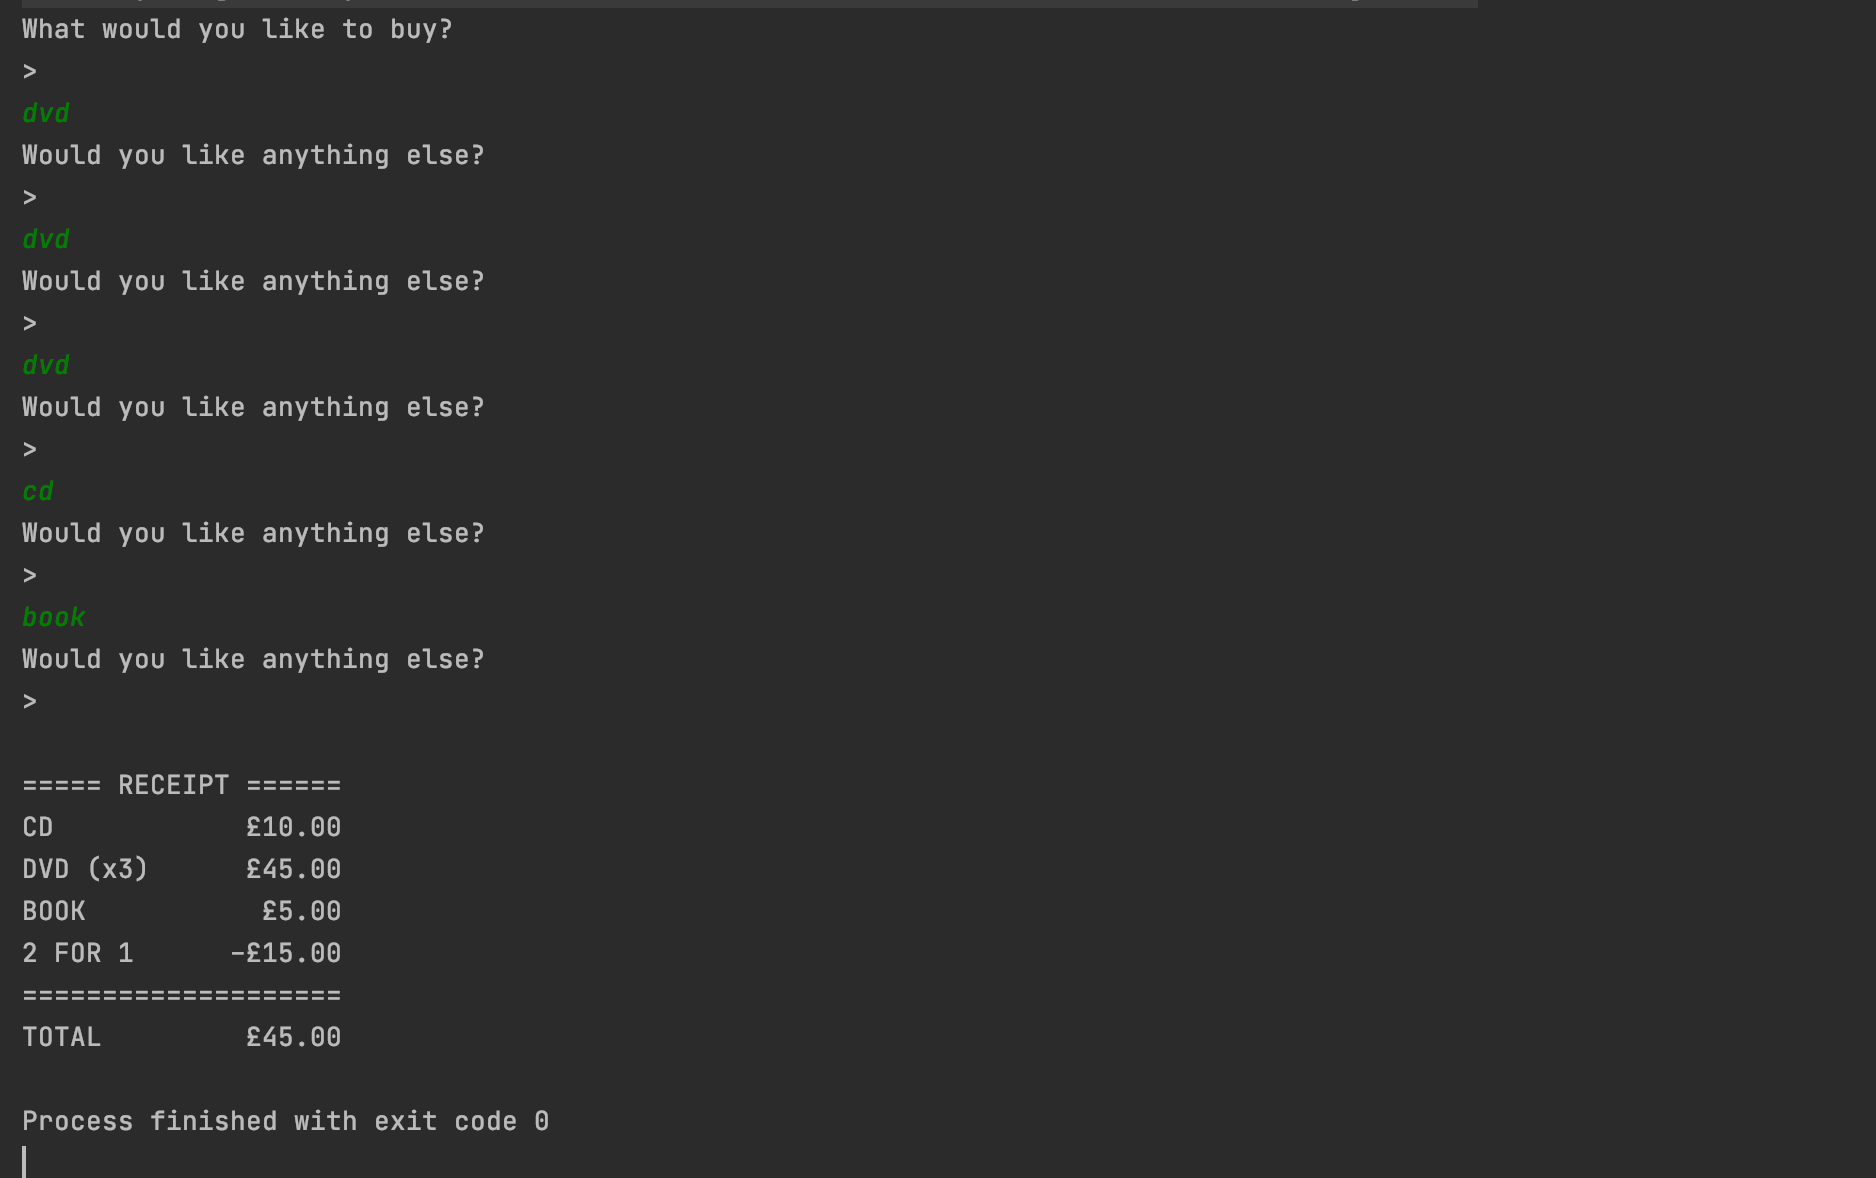 What would you like to buy?
>
dvd
Would you like anything else?
>
dvd
Would you like anything else?
>
dvd
Would you like anything else?
>
cd
Would you like anything else?
>
book
Would you like anything else?
>
===== RECEIPT ======
CD            £10.00
DVD (x3)      £45.00
BOOK           £5.00
2 FOR 1      -£15.00
====================
TOTAL         £45.00
Process finished with exit code 0